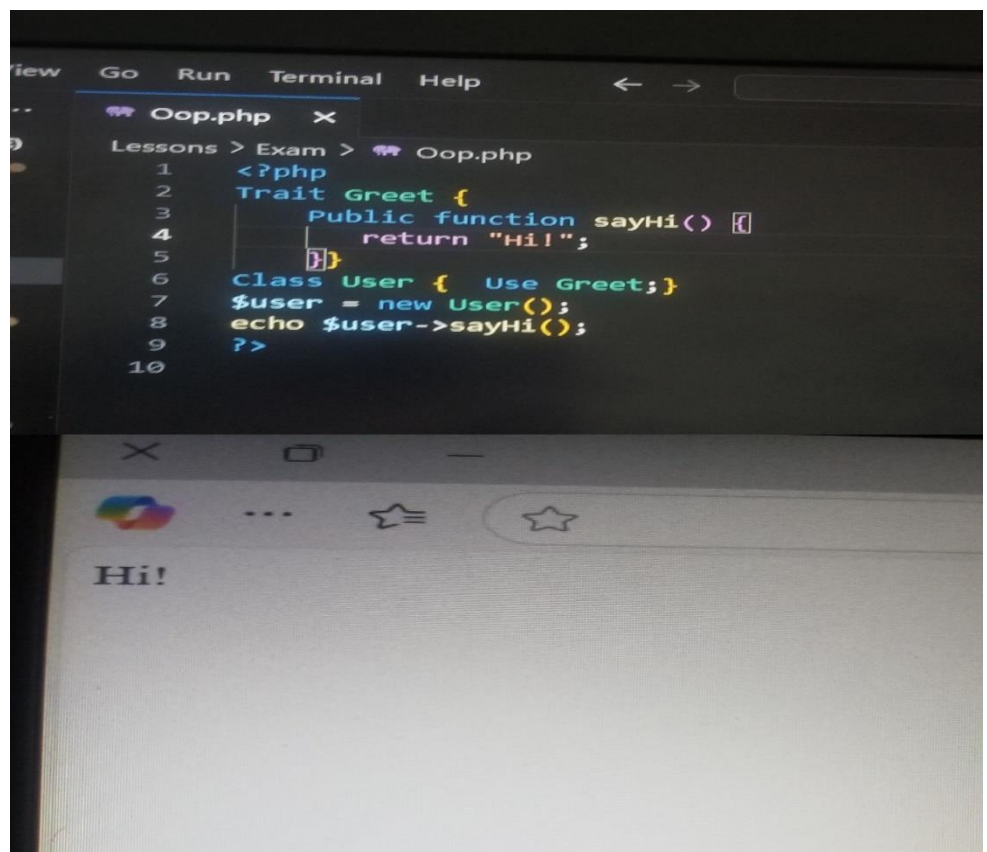 iew Go Run Terminal Help
Oop.php
Lessons > Exam > Oop.php
1 <?php
2 Trait Greet {
3 Public function sayHi() {
4 return "Hi!";
5 }}
6 Class User { Use Greet;}
7 $user = new User();
8 echo $user->sayHi();
9 ?>
10
Hi!